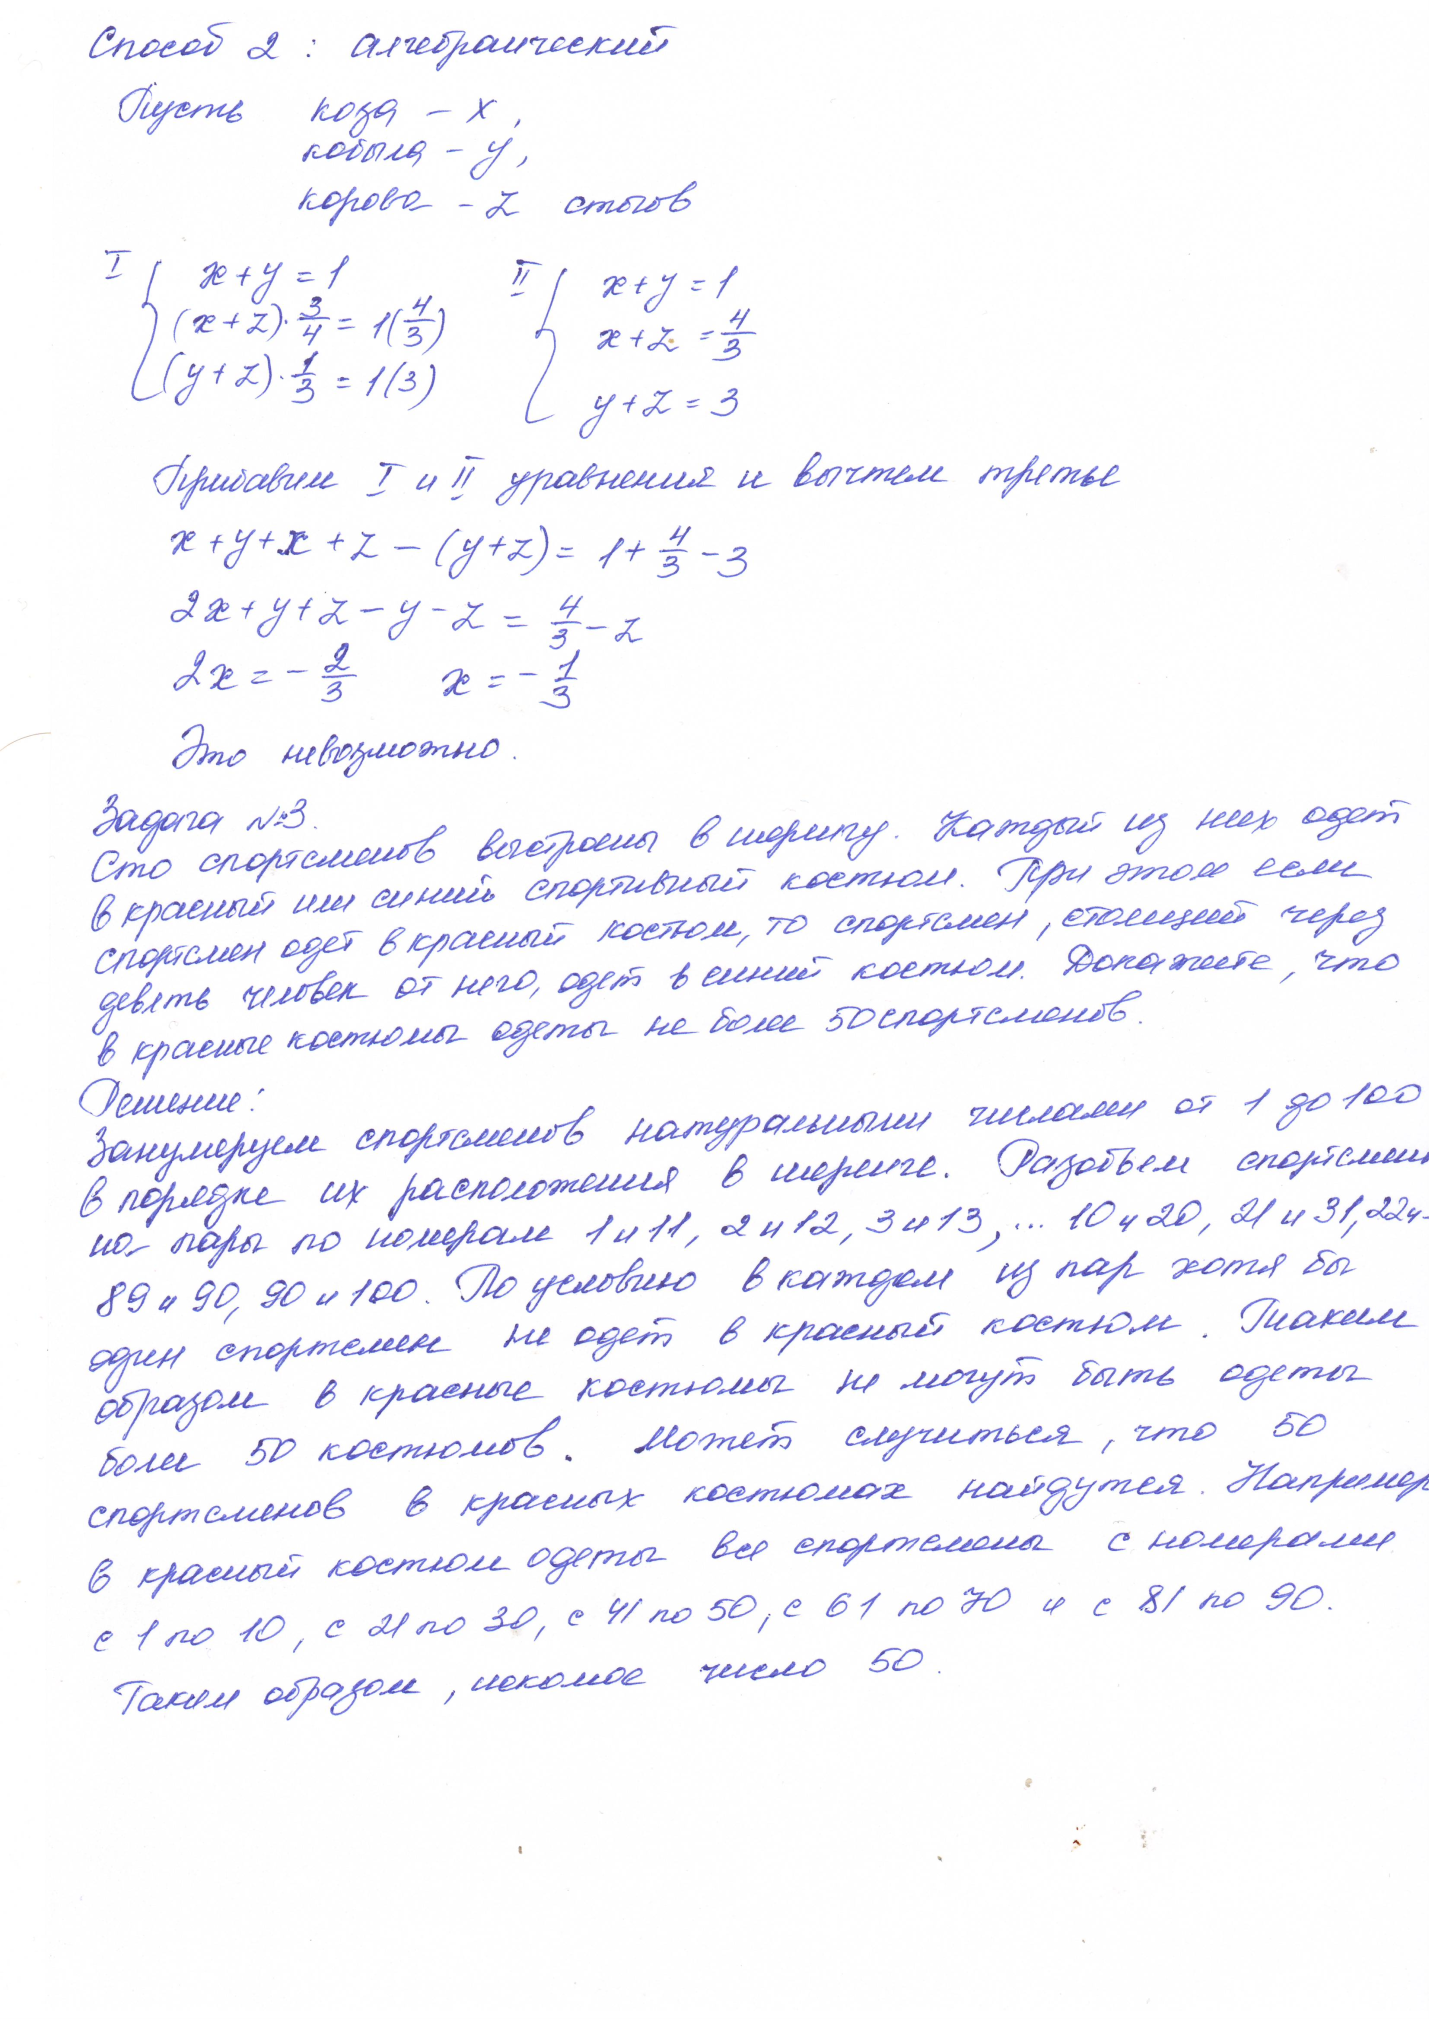 Способ 2 : алгебраический
Пусть коза – x,
кобыла – y,
корова – z стогов
I { x + y = 1
(x + z) · 3/4 = 1 (4/3)
(y + z) · 1/3 = 1 (3)
II { x + y = 1
x + z = 4/3
y + z = 3
Прибавим I и II уравнения и вычтем третье
x + y + x + z – (y + z) = 1 + 4/3 – 3
2x + y + z – y – z = 4/3 – 2
2x = – 2/3 x = – 1/3
Это невозможно.
Задача №3.
Сто спортсменов выстроены в шеренгу. Каждый из них одет
в красный или синий спортивный костюм. При этом если
спортсмен одет в красный костюм, то спортсмен, стоящий через
девять человек от него, одет в синий костюм. Докажите, что
в красные костюмы одеты не более 50 спортсменов.
Решение:
Занумеруем спортсменов натуральными числами от 1 до 100
в порядке их расположения в шеренге. Разобьем спортсмен
на пары по номерам 1 и 11, 2 и 12, 3 и 13, ... 10 и 20, 21 и 31, 22 и
89 и 90, 90 и 100. По условию в каждом из пар хотя бы
один спортсмен не одет в красный костюм. Таким
образом в красные костюмы не могут быть одеты
более 50 костюмов. Может случиться, что 50
спортсменов в красных костюмах найдутся. Например
в красный костюм одеты все спортсмены с номерами
с 1 по 10, с 21 по 30, с 41 по 50, с 61 по 70 и с 81 по 90.
Таким образом, искомое число 50.